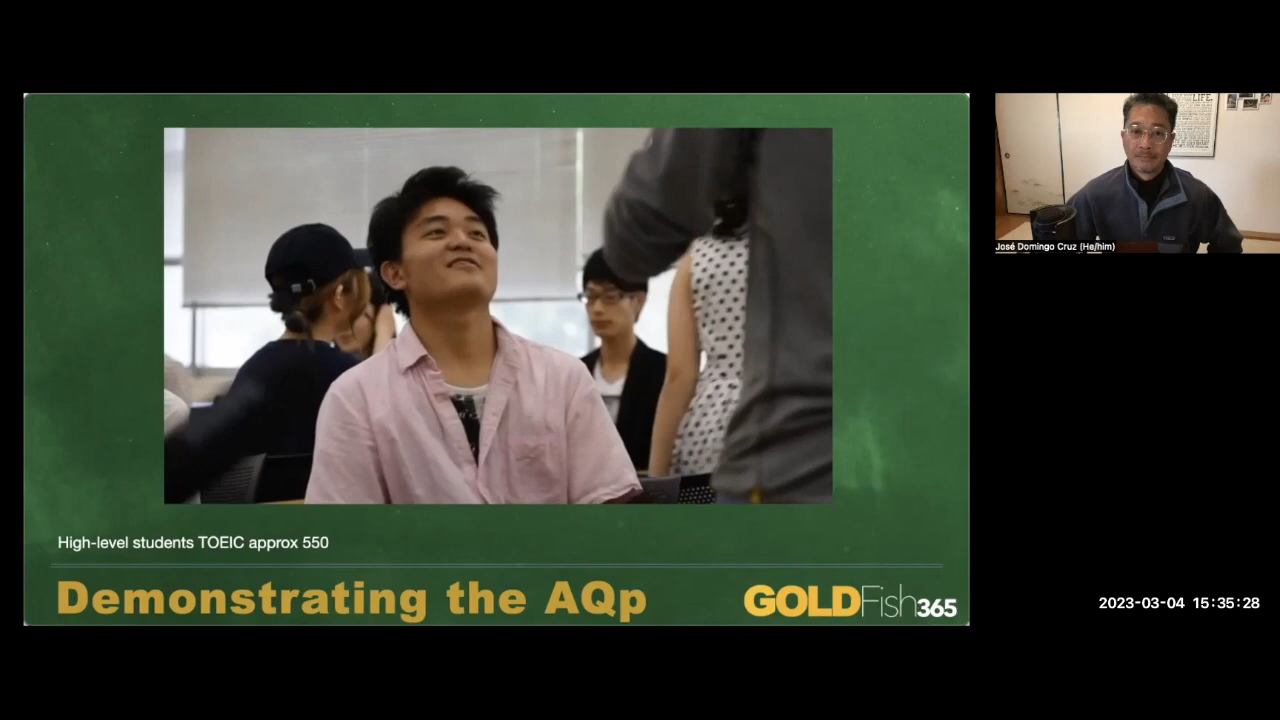 High-level students TOEIC approx 550
Demonstrating the AQp
GOLDFish365
LIFE.
José Domingo Cruz (He/him)
2023-03-04 15:35:28